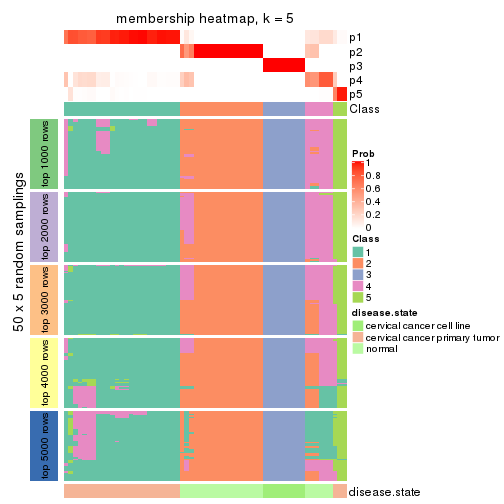 membership heatmap, k = 5
p1
p2
p3
p4
p5
Class
50 x 5 random samplings
top 1000 rows
top 2000 rows
top 3000 rows
top 4000 rows
top 5000 rows
disease.state
Prob
1
0.8
0.6
0.4
0.2
0
Class
1
2
3
4
5
disease.state
cervical cancer cell line
cervical cancer primary tumor
normal